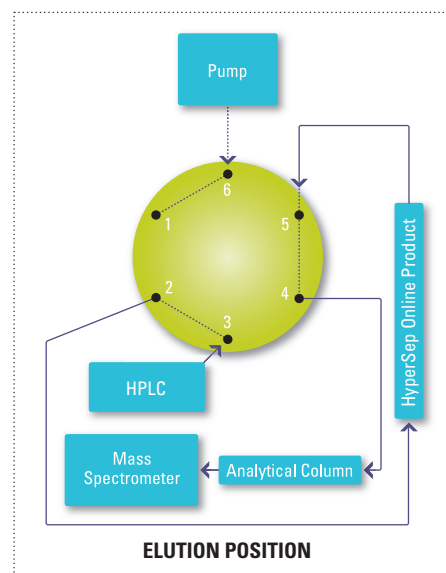 Pump
6
1
5
2
4
3
HPLC
HyperSep Online Product
Mass
Spectrometer
Analytical Column
ELUTION POSITION